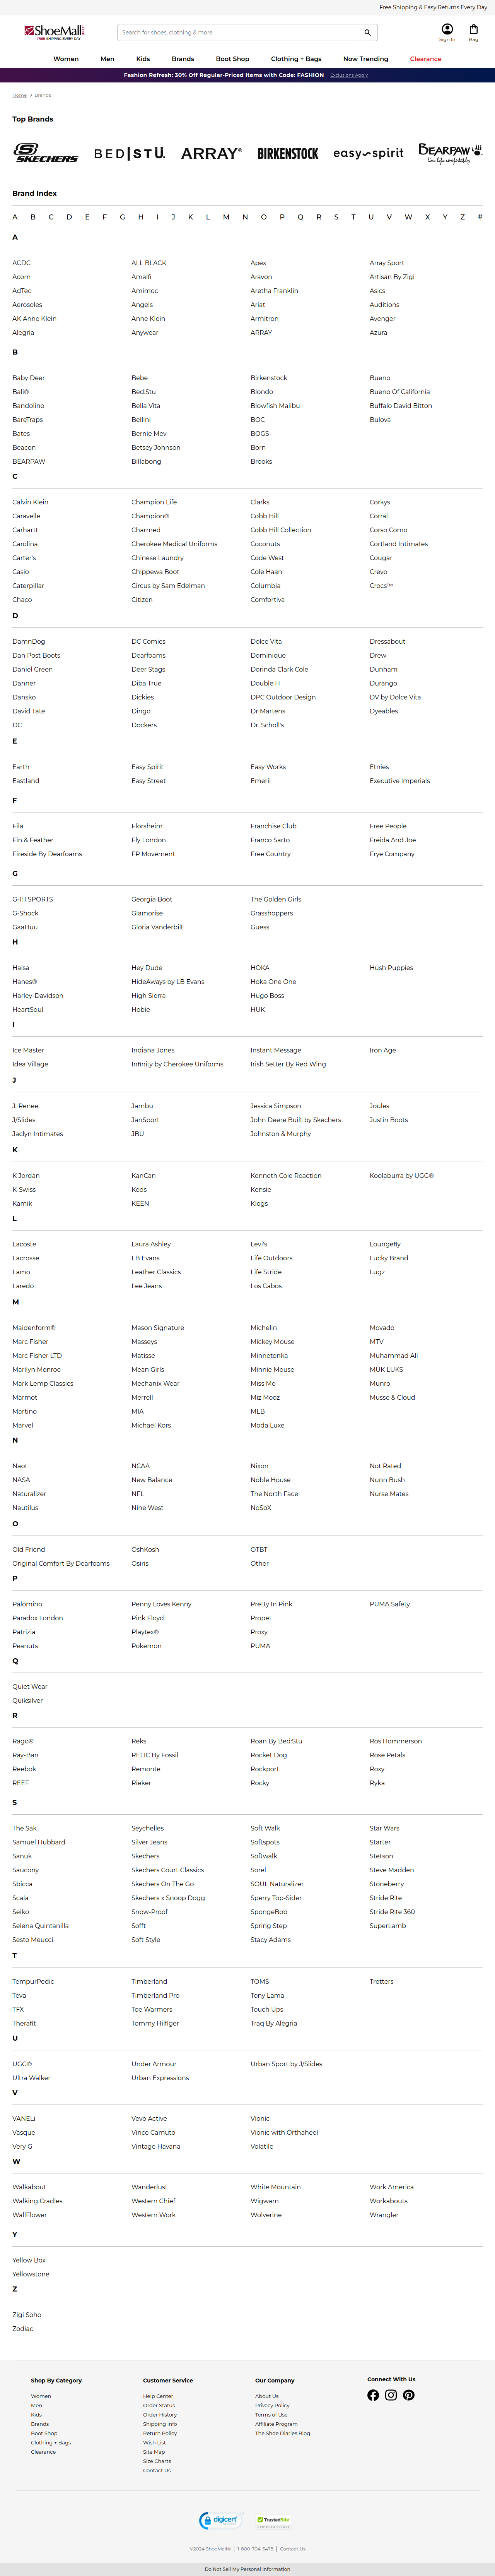 Free Shipping & Easy Returns Every Day
ShoeMall
FREE SHIPPING EVERY DAY
Search for shoes, clothing & more
Sign In
Bag
Women Men Kids Brands Boot Shop Clothing + Bags Now Trending Clearance
Fashion Refresh: 30% Off Regular-Priced Items with Code: FASHION Exclusions Apply
Home > Brands
Top Brands
SKECHERS BED|STÜ. ARRAY® BIRKENSTOCK easy spirit BEARPAW live life comfortably
Brand Index
A B C D E F G H I J K L M N O P Q R S T U V W X Y Z #
A
ACDC ALL BLACK Apex Array Sport
Acorn Amalfi Aravon Artisan By Zigi
AdTec Amimoc Aretha Franklin Asics
Aerosoles Angels Ariat Auditions
AK Anne Klein Anne Klein Armitron Avenger
Alegria Anywear ARRAY Azura
B
Baby Deer Bebe Birkenstock Bueno
Bali® Bed:Stu Blondo Bueno Of California
Bandolino Bella Vita Blowfish Malibu Buffalo David Bitton
BareTraps Bellini BOC Bulova
Bates Bernie Mev BOGS
Beacon Betsey Johnson Born
BEARPAW Billabong Brooks
C
Calvin Klein Champion Life Clarks Corkys
Caravelle Champion® Cobb Hill Corral
Carhartt Charmed Cobb Hill Collection Corso Como
Carolina Cherokee Medical Uniforms Coconuts Cortland Intimates
Carter's Chinese Laundry Code West Cougar
Casio Chippewa Boot Cole Haan Crevo
Caterpillar Circus by Sam Edelman Columbia Crocs™
Chaco Citizen Comfortiva
D
DamnDog DC Comics Dolce Vita Dressabout
Dan Post Boots Dearfoams Dominique Drew
Daniel Green Deer Stags Dorinda Clark Cole Dunham
Danner Diba True Double H Durango
Dansko Dickies DPC Outdoor Design DV by Dolce Vita
David Tate Dingo Dr Martens Dyeables
DC Dockers Dr. Scholl's
E
Earth Easy Spirit Easy Works Etnies
Eastland Easy Street Emeril Executive Imperials
F
Fila Florsheim Franchise Club Free People
Fin & Feather Fly London Franco Sarto Freida And Joe
Fireside By Dearfoams FP Movement Free Country Frye Company
G
G-111 SPORTS Georgia Boot The Golden Girls
G-Shock Glamorise Grasshoppers
GaaHuu Gloria Vanderbilt Guess
H
Halsa Hey Dude HOKA Hush Puppies
Hanes® HideAways by LB Evans Hoka One One
Harley-Davidson High Sierra Hugo Boss
HeartSoul Hobie HUK
I
Ice Master Indiana Jones Instant Message Iron Age
Idea Village Infinity by Cherokee Uniforms Irish Setter By Red Wing
J
J. Renee Jambu Jessica Simpson Joules
J/Slides JanSport John Deere Built by Skechers Justin Boots
Jaclyn Intimates JBU Johnston & Murphy
K
K Jordan KanCan Kenneth Cole Reaction Koolaburra by UGG®
K-Swiss Keds Kensie
Kamik KEEN Klogs
L
Lacoste Laura Ashley Levi's Loungefly
Lacrosse LB Evans Life Outdoors Lucky Brand
Lamo Leather Classics Life Stride Lugz
Laredo Lee Jeans Los Cabos
M
Maidenform® Mason Signature Michelin Movado
Marc Fisher Masseys Mickey Mouse MTV
Marc Fisher LTD Matisse Minnetonka Muhammad Ali
Marilyn Monroe Mean Girls Minnie Mouse MUK LUKS
Mark Lemp Classics Mechanix Wear Miss Me Munro
Marmot Merrell Miz Mooz Musse & Cloud
Martino MIA MLB
Marvel Michael Kors Moda Luxe
N
Naot NCAA Nixon Not Rated
NASA New Balance Noble House Nunn Bush
Naturalizer NFL The North Face Nurse Mates
Nautilus Nine West NoSoX
O
Old Friend OshKosh OTBT
Original Comfort By Dearfoams Osiris Other
P
Palomino Penny Loves Kenny Pretty In Pink PUMA Safety
Paradox London Pink Floyd Propet
Patrizia Playtex® Proxy
Peanuts Pokemon PUMA
Q
Quiet Wear
Quiksilver
R
Rago® Reks Roan By Bed:Stu Ros Hommerson
Ray-Ban RELIC By Fossil Rocket Dog Rose Petals
Reebok Remonte Rockport Roxy
REEF Rieker Rocky Ryka
S
The Sak Seychelles Soft Walk Star Wars
Samuel Hubbard Silver Jeans Softspots Starter
Sanuk Skechers Softwalk Stetson
Saucony Skechers Court Classics Sorel Steve Madden
Sbicca Skechers On The Go SOUL Naturalizer Stoneberry
Scala Skechers x Snoop Dogg Sperry Top-Sider Stride Rite
Seiko Snow-Proof SpongeBob Stride Rite 360
Selena Quintanilla Sofft Spring Step SuperLamb
Sesto Meucci Soft Style Stacy Adams
T
TempurPedic Timberland TOMS Trotters
Teva Timberland Pro Tony Lama
TFX Toe Warmers Touch Ups
Therafit Tommy Hilfiger Traq By Alegria
U
UGG® Under Armour Urban Sport by J/Slides
Ultra Walker Urban Expressions
V
VANELi Vevo Active Vionic
Vasque Vince Camuto Vionic with Orthaheel
Very G Vintage Havana Volatile
W
Walkabout Wanderlust White Mountain Work America
Walking Cradles Western Chief Wigwam Workabouts
WallFlower Western Work Wolverine Wrangler
Y
Yellow Box
Yellowstone
Z
Zigi Soho
Zodiac
Shop By Category Customer Service Our Company Connect With Us
Women Help Center About Us
Men Order Status Privacy Policy
Kids Order History Terms of Use
Brands Shipping Info Affiliate Program
Boot Shop Return Policy The Shoe Diaries Blog
Clothing + Bags Wish List
Clearance Site Map
Size Charts
Contact Us
digicert TrustedSite
CERTIFIED SECURE
©2024 ShoeMall® | 1-800-704-5478 | Contact Us
Do Not Sell My Personal Information